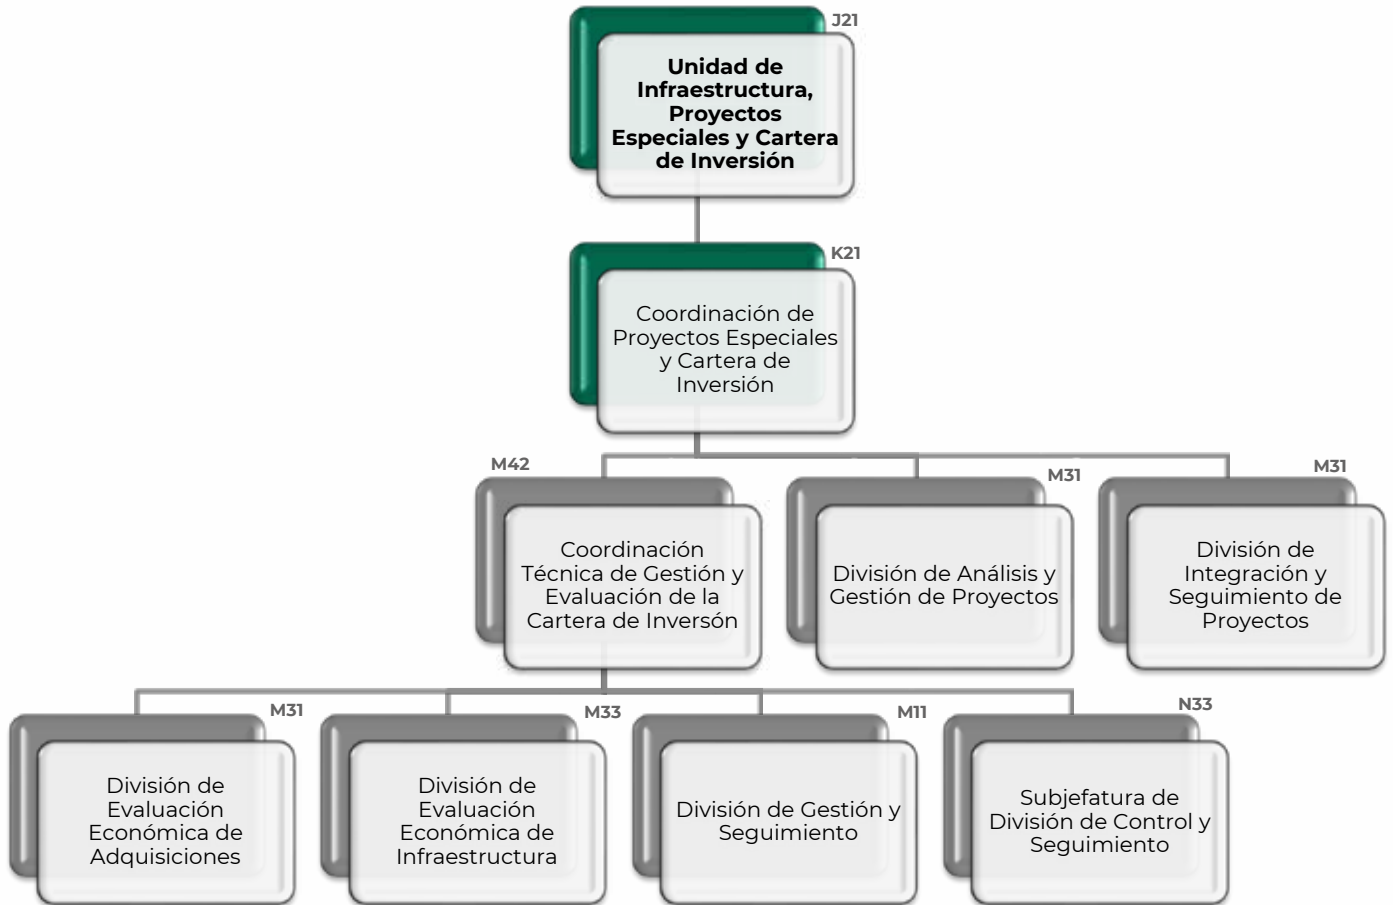 J21
Unidad de
Infraestructura,
Proyectos
Especiales y Cartera
de Inversión
K21
Coordinación de
Proyectos Especiales
y Cartera de
Inversión
M42
Coordinación
Técnica de Gestión y
Evaluación de la
Cartera de Inversón
M31
División de Análisis y
Gestión de Proyectos
M31
División de
Integración y
Seguimiento de
Proyectos
M31
División de
Evaluación
Económica de
Adquisiciones
M33
División de
Evaluación
Económica de
Infraestructura
M11
División de Gestión y
Seguimiento
N33
Subjefatura de
División de Control y
Seguimiento